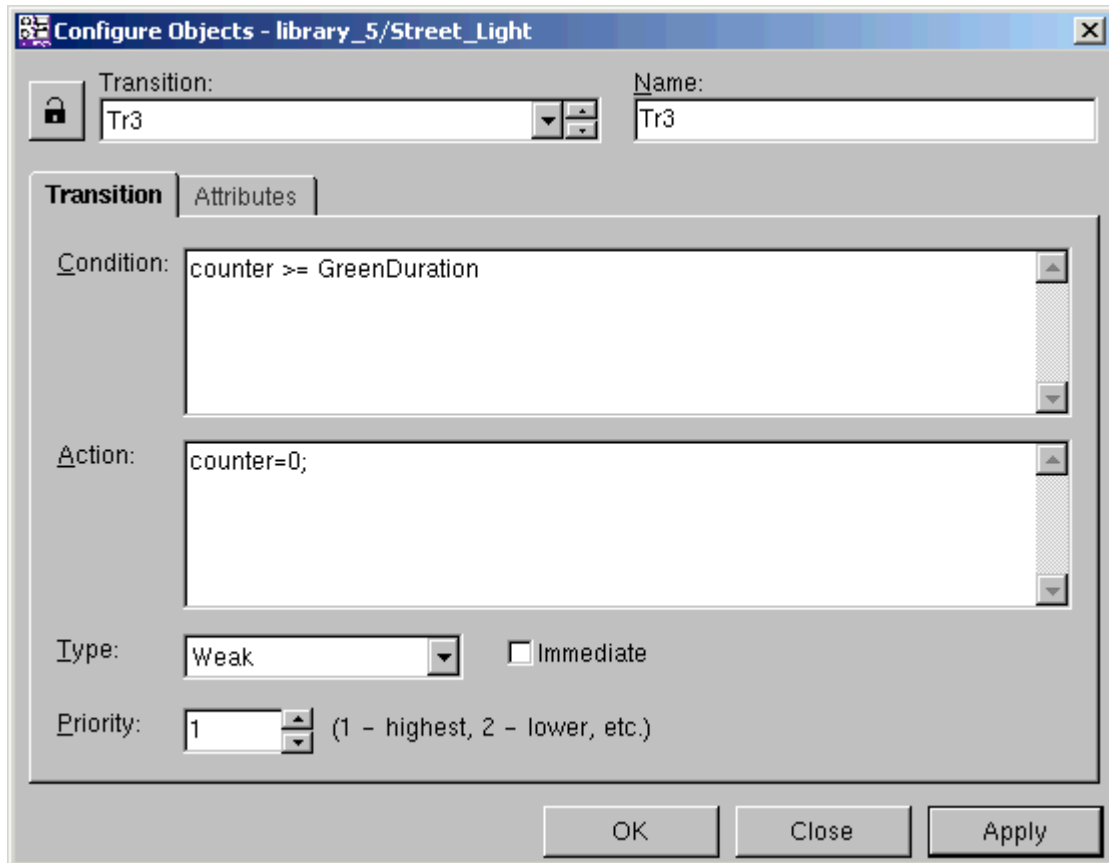 Configure Objects - library_5/Street_Light
Transition:
Name:
Tr3
Tr3
Transition
Attributes
Condition:
counter >= GreenDuration
Action:
counter=0;
Type:
Weak
Immediate
Priority:
1
(1 – highest, 2 – lower, etc.)
OK
Close
Apply